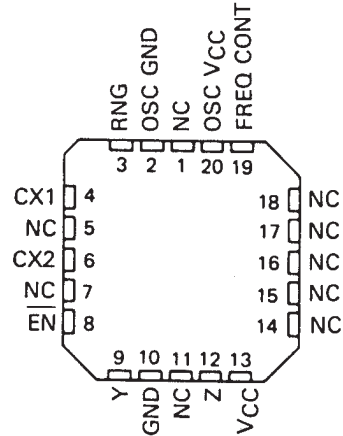 RNG
OSC GND
NC
OSC VCC
FREQ CONT
3 2 1 20 19
CX1 4
NC 5
CX2 6
NC 7
E̅N̅ 8
18 NC
17 NC
16 NC
15 NC
14 NC
9 10 11 12 13
Y
GND
NC
Z
VCC